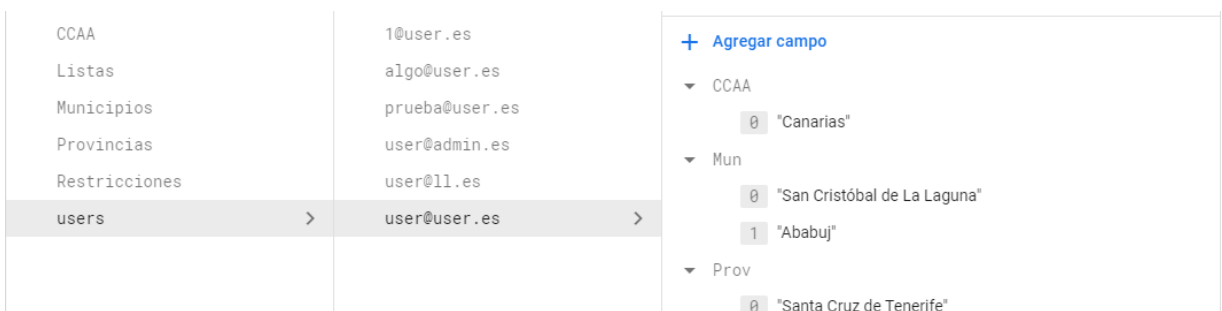 CCAA
Listas
Municipios
Provincias
Restricciones
users
1@user.es
algo@user.es
prueba@user.es
user@admin.es
user@ll.es
user@user.es
+ Agregar campo
CCAA
0 "Canarias"
Mun
0 "San Cristóbal de La Laguna"
1 "Ababuj"
Prov
0 "Santa Cruz de Tenerife"